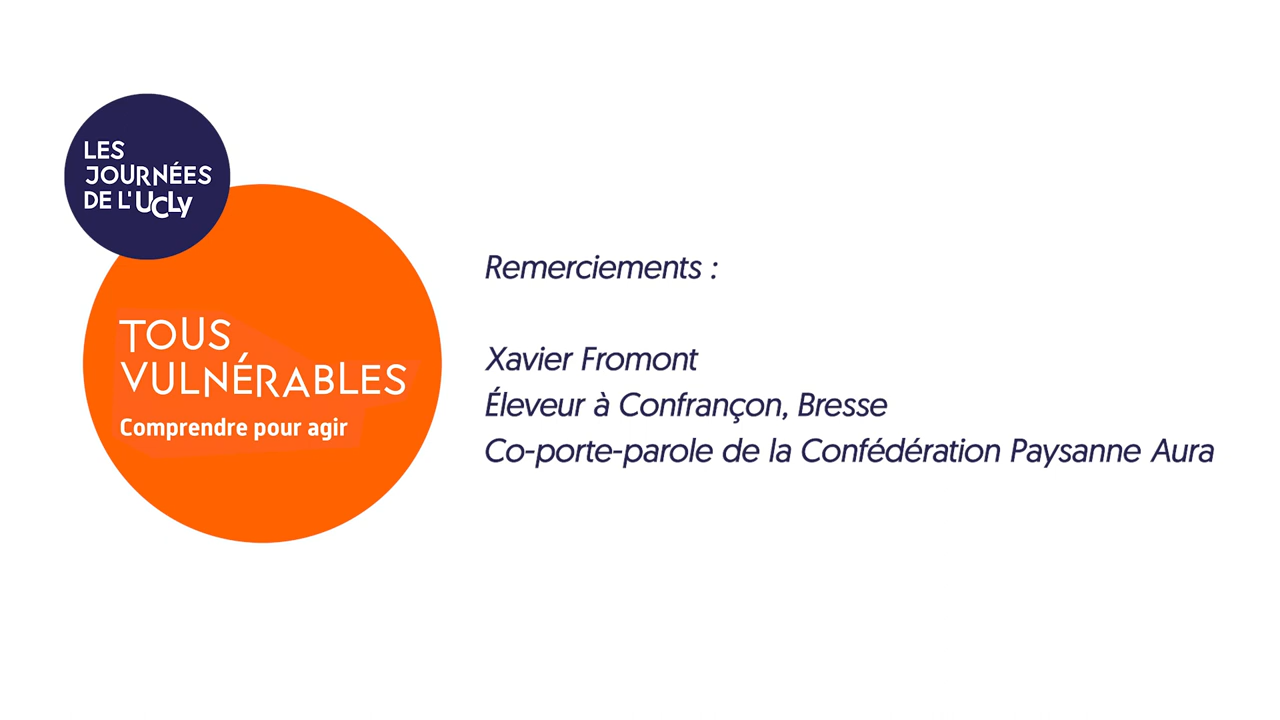 LES
JOURNÉES
DE L'UCLy
TOUS
VULNÉRABLES
Comprendre pour agir
Remerciements :
Xavier Fromont
Éleveur à Confrançon, Bresse
Co-porte-parole de la Confédération Paysanne Aura